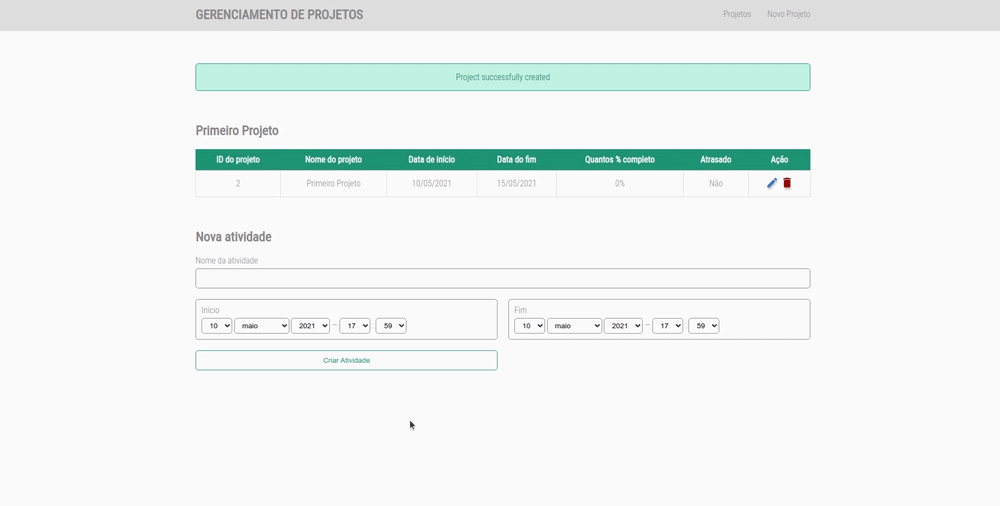 GERENCIAMENTO DE PROJETOS Projetos Novo Projeto
Project successfully created
Primeiro Projeto
ID do projeto Nome do projeto Data de início Data do fim Quantos % completo Atrasado Ação
2 Primeiro Projeto 10/05/2021 15/05/2021 0% Não
Nova atividade
Nome da atividade
Início Fim
10 maio 2021 — 17 : 59 10 maio 2021 — 17 : 59
Criar Atividade